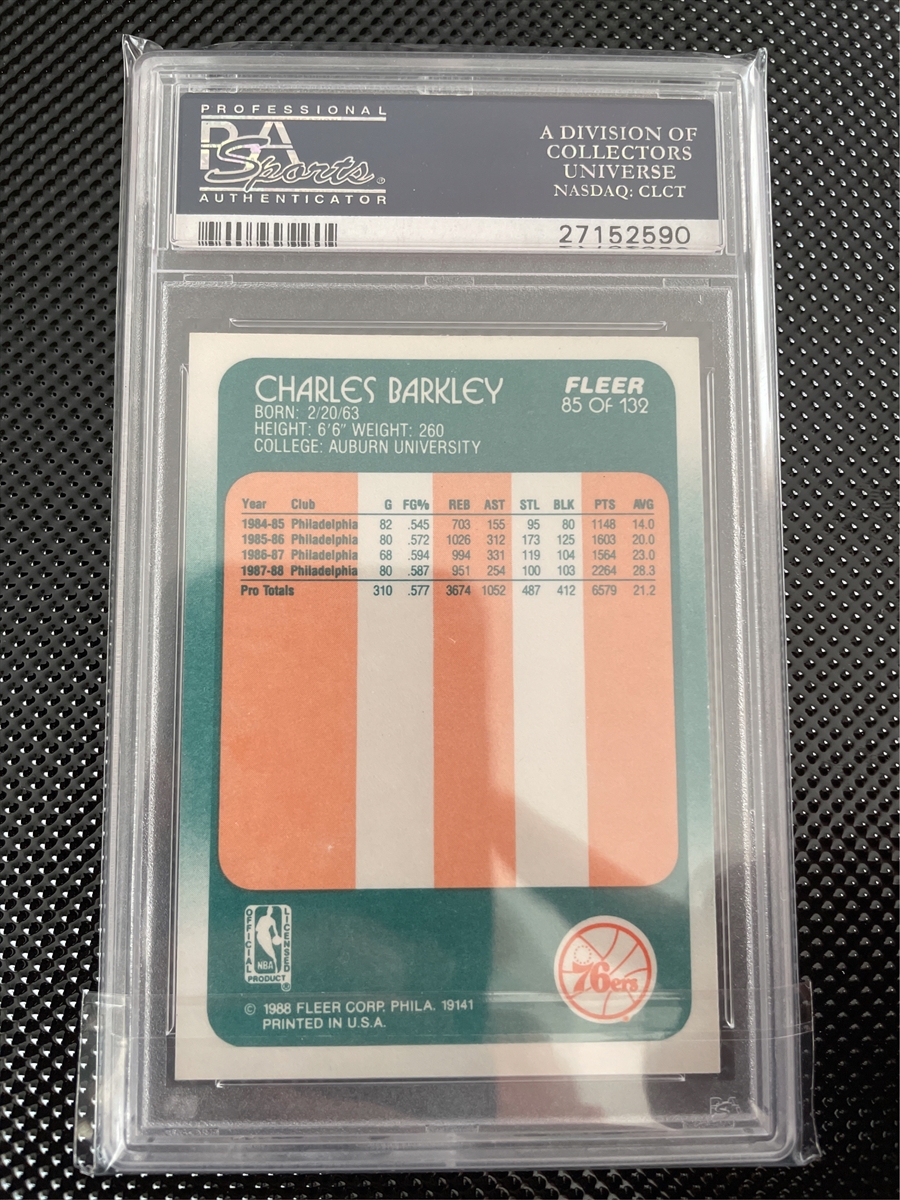 PROFESSIONAL
PSA
Sports®
AUTHENTICATOR
A DIVISION OF
COLLECTORS
UNIVERSE
NASDAQ: CLCT
27152590
CHARLES BARKLEY
BORN: 2/20/63
HEIGHT: 6'6" WEIGHT: 260
COLLEGE: AUBURN UNIVERSITY
FLEER
85 OF 132
Year Club G FG% REB AST STL BLK PTS AVG
1984-85 Philadelphia 82 .545 703 155 95 80 1148 14.0
1985-86 Philadelphia 80 .572 1026 312 173 125 1603 20.0
1986-87 Philadelphia 68 .594 994 331 119 104 1564 23.0
1987-88 Philadelphia 80 .587 951 254 100 103 2264 28.3
Pro Totals 310 .577 3674 1052 487 412 6579 21.2
OFFICIAL
LICENSED
NBA
PRODUCT®
76ers
© 1988 FLEER CORP. PHILA. 19141
PRINTED IN U.S.A.